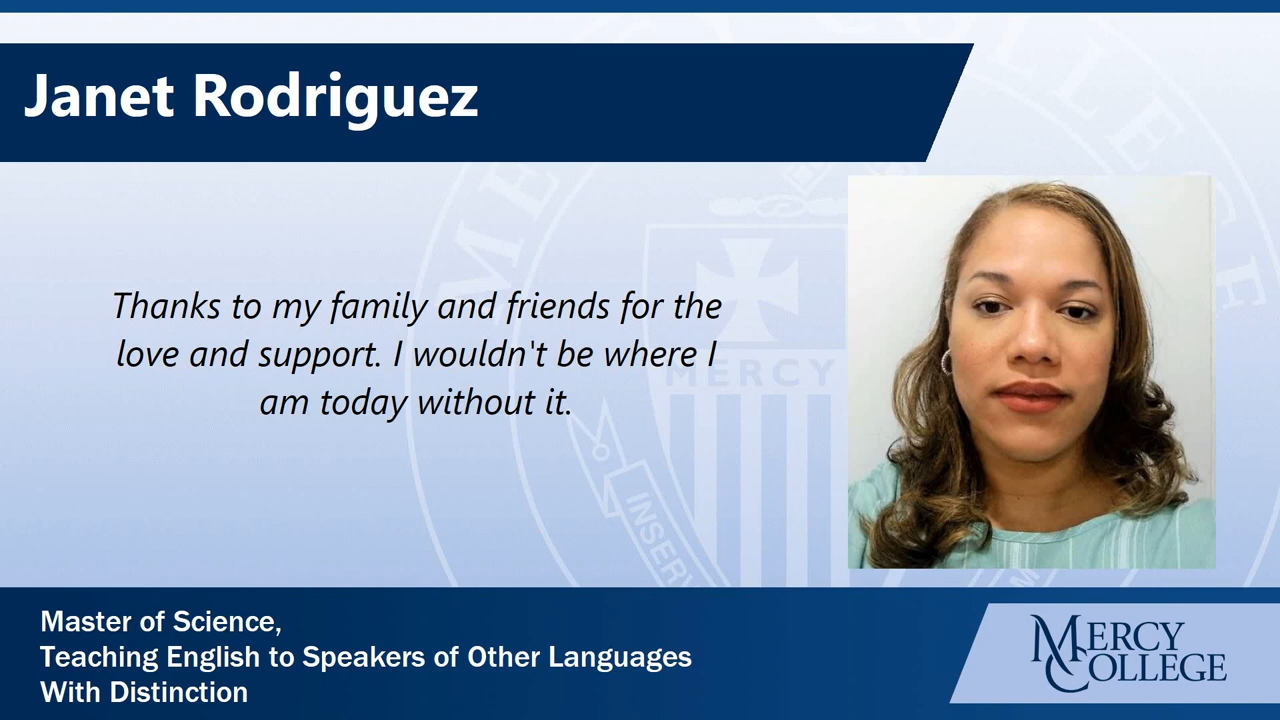 Janet Rodriguez
Thanks to my family and friends for the
love and support. I wouldn't be where I
am today without it.
MERCY
Master of Science,
Teaching English to Speakers of Other Languages
With Distinction
MERCY
COLLEGE